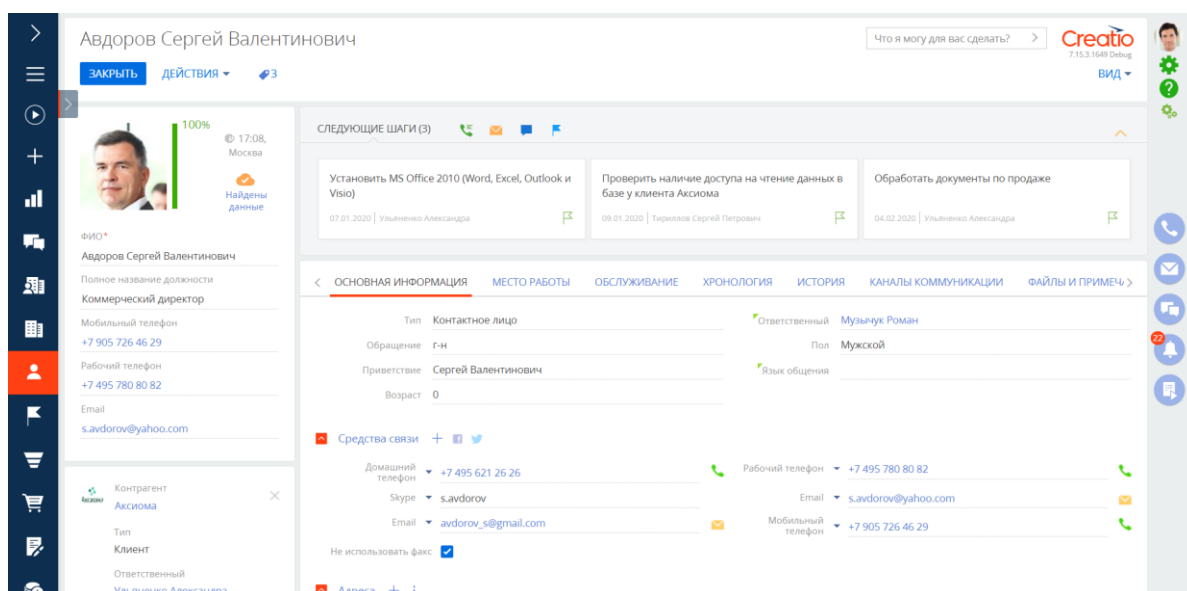 Авдоров Сергей Валентинович
Что я могу для вас сделать?
Creatio
7.15.3.1649 Debug
ЗАКРЫТЬ
ДЕЙСТВИЯ
3
ВИД
100%
17:08,
Москва
Найдены
данные
ФИО*
Авдоров Сергей Валентинович
Полное название должности
Коммерческий директор
Мобильный телефон
+7 905 726 46 29
Рабочий телефон
+7 495 780 80 82
Email
s.avdorov@yahoo.com
Аксиома
Контрагент
Аксиома
Тип
Клиент
Ответственный
Ульяненко Александра
СЛЕДУЮЩИЕ ШАГИ (3)
Установить MS Office 2010 (Word, Excel, Outlook и
Visio)
07.01.2020 | Ульяненко Александра
Проверить наличие доступа на чтение данных в
базе у клиента Аксиома
09.01.2020 | Тириллов Сергей Петрович
Обработать документы по продаже
04.02.2020 | Ульяненко Александра
ОСНОВНАЯ ИНФОРМАЦИЯ
МЕСТО РАБОТЫ
ОБСЛУЖИВАНИЕ
ХРОНОЛОГИЯ
ИСТОРИЯ
КАНАЛЫ КОММУНИКАЦИИ
ФАЙЛЫ И ПРИМЕЧ
Тип Контактное лицо
Ответственный Музычук Роман
Обращение Г-н
Пол Мужской
Приветствие Сергей Валентинович
Язык общения
Возраст 0
Средства связи
Домашний
телефон
+7 495 621 26 26
Рабочий телефон +7 495 780 80 82
Skype s.avdorov
Email s.avdorov@yahoo.com
Email avdorov_s@gmail.com
Мобильный
телефон
+7 905 726 46 29
Не использовать факс
Адреса
22